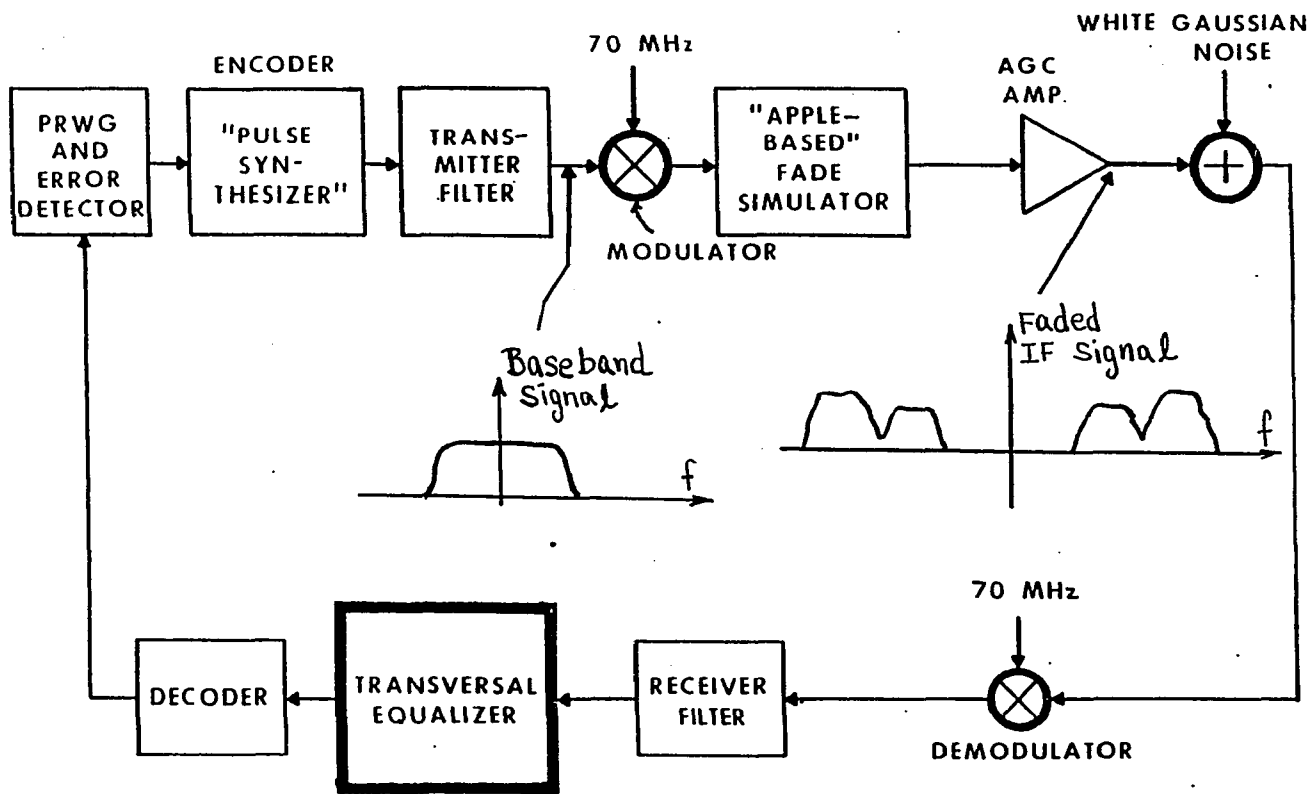 70 MHz
WHITE GAUSSIAN
NOISE
ENCODER
AGC
AMP.
PRWG
AND
ERROR
DETECTOR
"PULSE
SYN-
THESIZER"
TRANS-
MITTER
FILTER
"APPLE-
BASED"
FADE
SIMULATOR
MODULATOR
Baseband
Signal
f
Faded
IF Signal
f
70 MHz
DECODER
TRANSVERSAL
EQUALIZER
RECEIVER
FILTER
DEMODULATOR